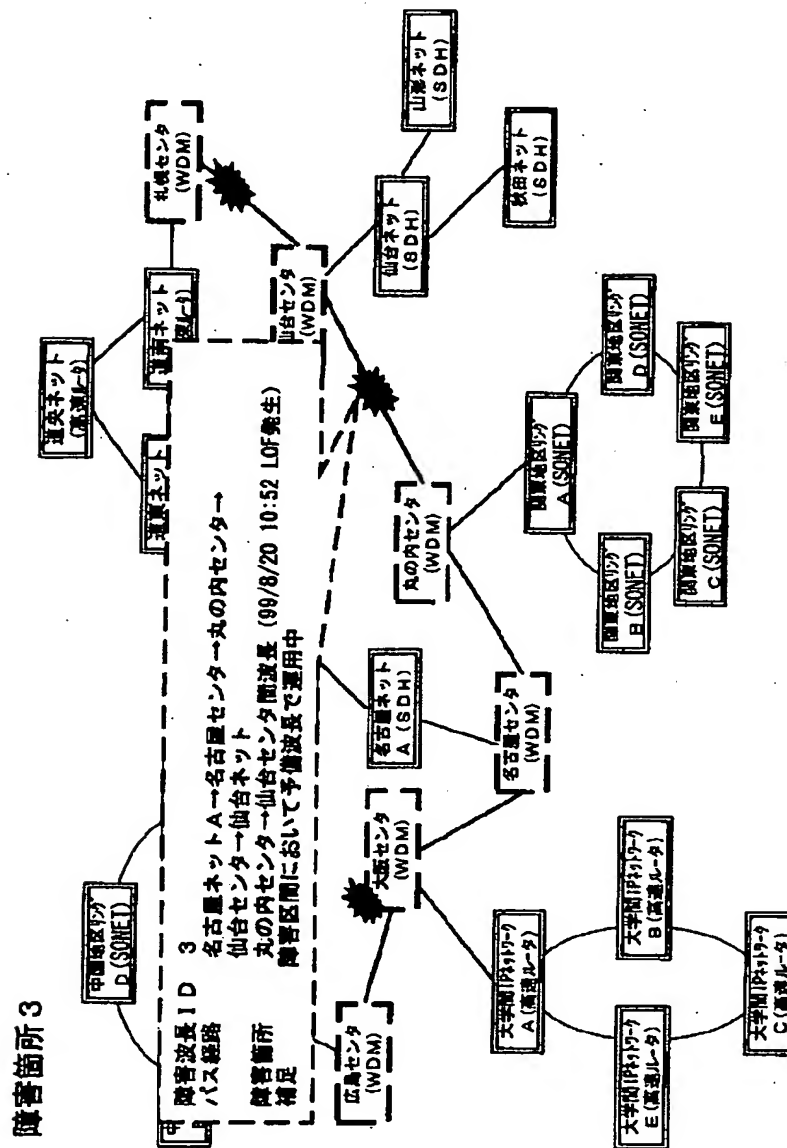 障害箇所3
中国地区リング
D(SONET)
中
道央ネット
(高速ルータ)
道東ネット
道南ネット
速ルータ)
札幌センタ
(WDM)
障害波長ID 3
パス経路 名古屋ネットA→名古屋センタ→丸の内センタ→
仙台センタ→仙台ネット
障害箇所 丸の内センタ→仙台センタ間波長(99/8/20 10:52 LOF発生)
補足 障害区間において予備波長で運用中
仙台センタ
(WDM)
広島センタ
(WDM)
大阪センタ
(WDM)
名古屋ネット
A(SDH)
丸の内センタ
(WDM)
仙台ネット
(SDH)
山形ネット
(SDH)
名古屋センタ
(WDM)
秋田ネット
(SDH)
大学間IPネットワーク
A(高速ルータ)
関東地区リング
A(SONET)
大学間IPネットワーク
E(高速ルータ)
大学間IPネットワーク
B(高速ルータ)
関東地区リング
B(SONET)
関東地区リング
D(SONET)
大学間IPネットワーク
C(高速ルータ)
関東地区リング
C(SONET)
関東地区リング
E(SONET)